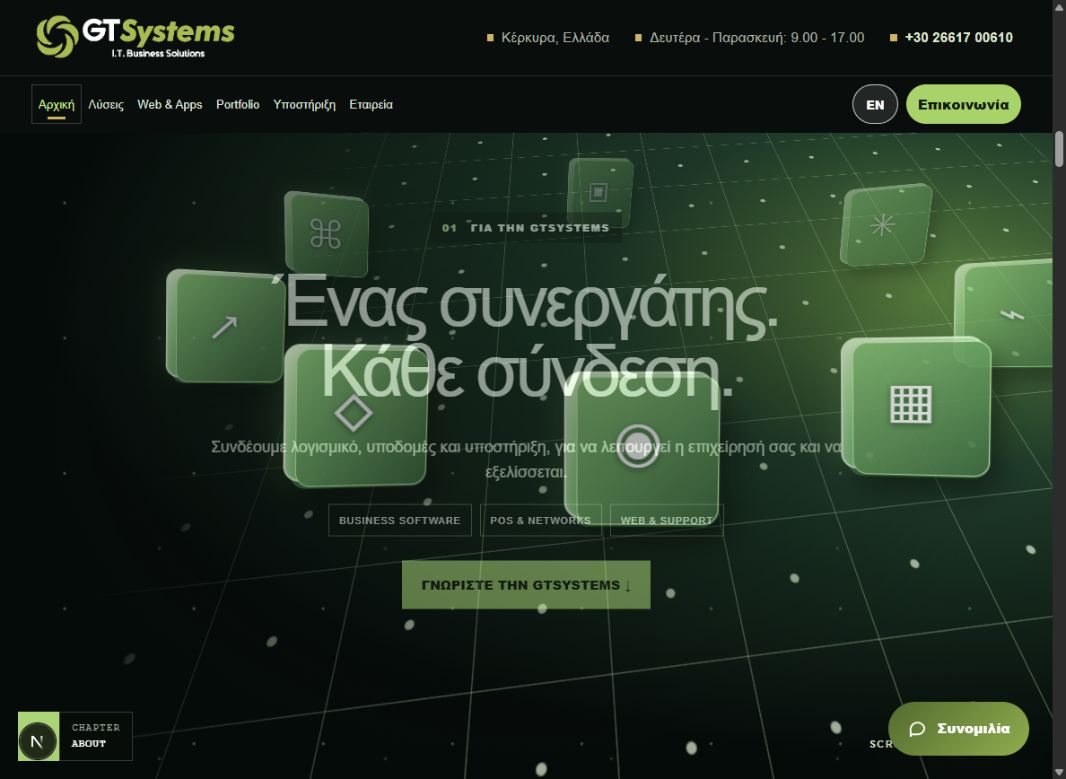 GTSystems
I.T. Business Solutions
Κέρκυρα, Ελλάδα
Δευτέρα - Παρασκευή: 9.00 - 17.00
+30 26617 00610
Αρχική
Λύσεις
Web & Apps
Portfolio
Υποστήριξη
Εταιρεία
EN
Επικοινωνία
01 ΓΙΑ ΤΗΝ GTSYSTEMS
Ένας συνεργάτης.
Κάθε σύνδεση.
Συνδέουμε λογισμικό, υποδομές και υποστήριξη, για να λειτουργεί η επιχείρησή σας και να
εξελίσσεται.
BUSINESS SOFTWARE
POS & NETWORKS
WEB & SUPPORT
ΓΝΩΡΙΣΤΕ ΤΗΝ GTSYSTEMS ↓
N
CHAPTER
ABOUT
SCR
Συνομιλία